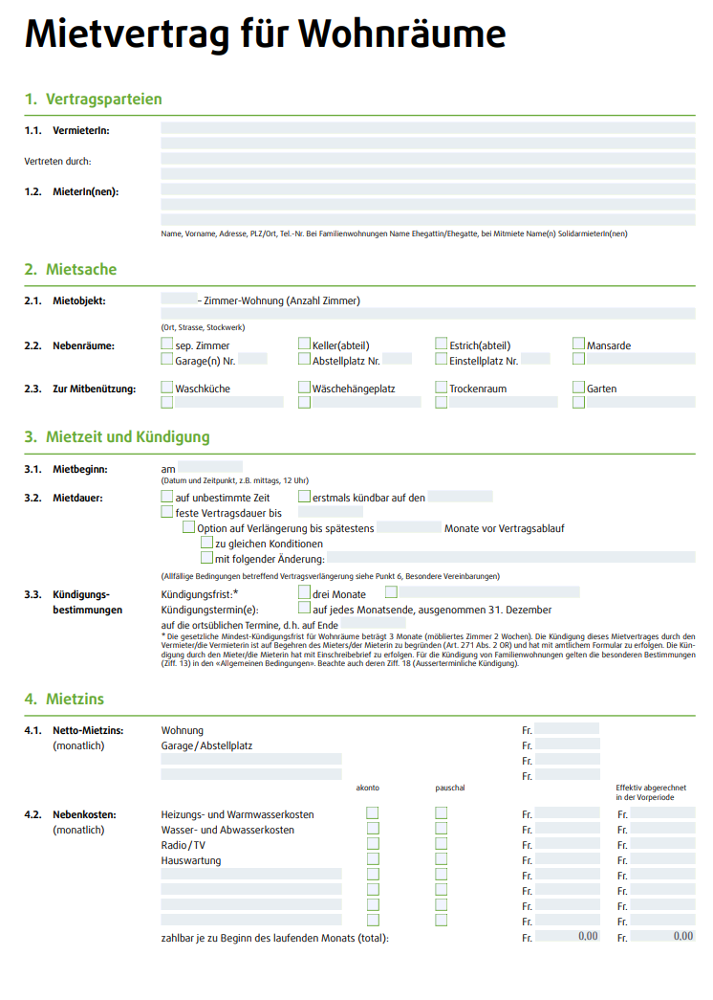 Mietvertrag für Wohnräume
1. Vertragsparteien
1.1. VermieterIn:
Vertreten durch:
1.2. MieterIn(nen):
Name, Vorname, Adresse, PLZ/Ort, Tel.-Nr. Bei Familienwohnungen Name Ehegattin/Ehegatte, bei Mitmiete Name(n) SolidarmieterIn(nen)
2. Mietsache
2.1. Mietobjekt: – Zimmer-Wohnung (Anzahl Zimmer)
(Ort, Strasse, Stockwerk)
2.2. Nebenräume: sep. Zimmer Keller(abteil) Estrich(abteil) Mansarde
Garage(n) Nr. Abstellplatz Nr. Einstellplatz Nr.
2.3. Zur Mitbenützung: Waschküche Wäschehängeplatz Trockenraum Garten
3. Mietzeit und Kündigung
3.1. Mietbeginn: am
(Datum und Zeitpunkt, z.B. mittags, 12 Uhr)
3.2. Mietdauer: auf unbestimmte Zeit erstmals kündbar auf den
feste Vertragsdauer bis
Option auf Verlängerung bis spätestens Monate vor Vertragsablauf
zu gleichen Konditionen
mit folgender Änderung:
(Allfällige Bedingungen betreffend Vertragsverlängerung siehe Punkt 6, Besondere Vereinbarungen)
3.3. Kündigungs- Kündigungsfrist:* drei Monate
bestimmungen Kündigungstermin(e): auf jedes Monatsende, ausgenommen 31. Dezember
auf die ortsüblichen Termine, d.h. auf Ende
* Die gesetzliche Mindest-Kündigungsfrist für Wohnräume beträgt 3 Monate (möbliertes Zimmer 2 Wochen). Die Kündigung dieses Mietvertrages durch den
Vermieter/die Vermieterin ist auf Begehren des Mieters/der Mieterin zu begründen (Art. 271 Abs. 2 OR) und hat mit amtlichem Formular zu erfolgen. Die Kün-
digung durch den Mieter/die Mieterin hat mit Einschreibebrief zu erfolgen. Für die Kündigung von Familienwohnungen gelten die besonderen Bestimmungen
(Ziff. 13) in den «Allgemeinen Bedingungen». Beachte auch deren Ziff. 18 (Ausserterminliche Kündigung).
4. Mietzins
4.1. Netto-Mietzins: Wohnung Fr.
(monatlich) Garage/Abstellplatz Fr.
Fr.
Fr.
akonto pauschal Effektiv abgerechnet
in der Vorperiode
4.2. Nebenkosten: Heizungs- und Warmwasserkosten Fr. Fr.
(monatlich) Wasser- und Abwasserkosten Fr. Fr.
Radio/TV Fr. Fr.
Hauswartung Fr. Fr.
Fr. Fr.
Fr. Fr.
Fr. Fr.
Fr. Fr.
zahlbar je zu Beginn des laufenden Monats (total): Fr. 0.00 Fr. 0.00